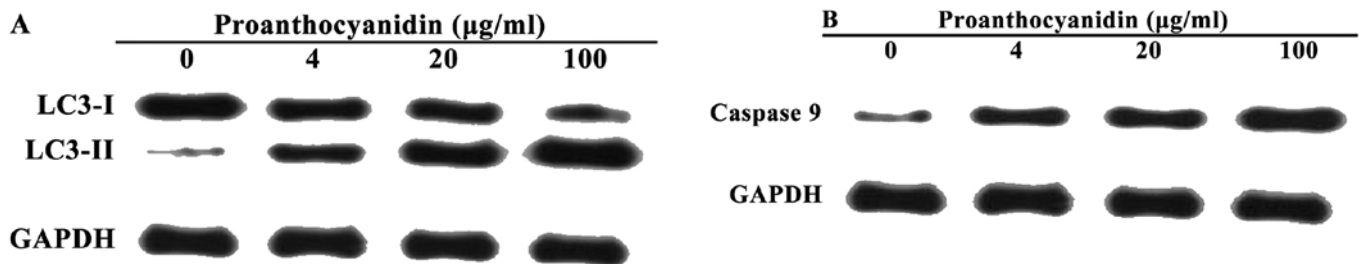 A
Proanthocyanidin (µg/ml)
0 4 20 100
LC3-I
LC3-II
GAPDH
B
Proanthocyanidin (µg/ml)
0 4 20 100
Caspase 9
GAPDH